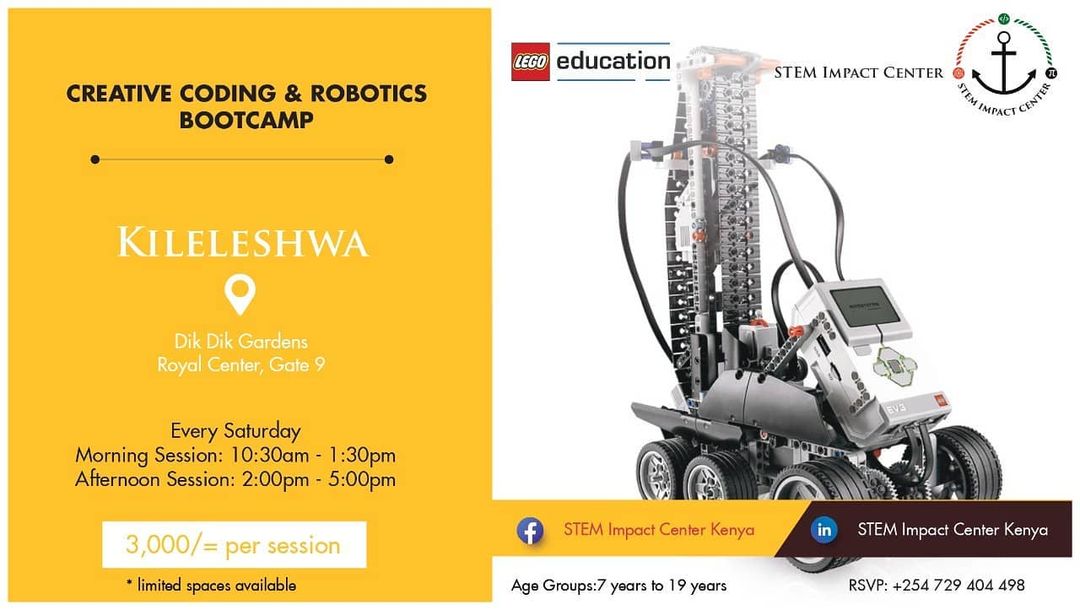 CREATIVE CODING & ROBOTICS
BOOTCAMP
KILELESHWA
Dik Dik Gardens
Royal Center, Gate 9
Every Saturday
Morning Session: 10:30am - 1:30pm
Afternoon Session: 2:00pm - 5:00pm
3,000/= per session
* limited spaces available
LEGO education
STEM IMPACT CENTER
</>
π
STEM IMPACT CENTER
EV3
STEM Impact Center Kenya
in STEM Impact Center Kenya
Age Groups:7 years to 19 years
RSVP: +254 729 404 498